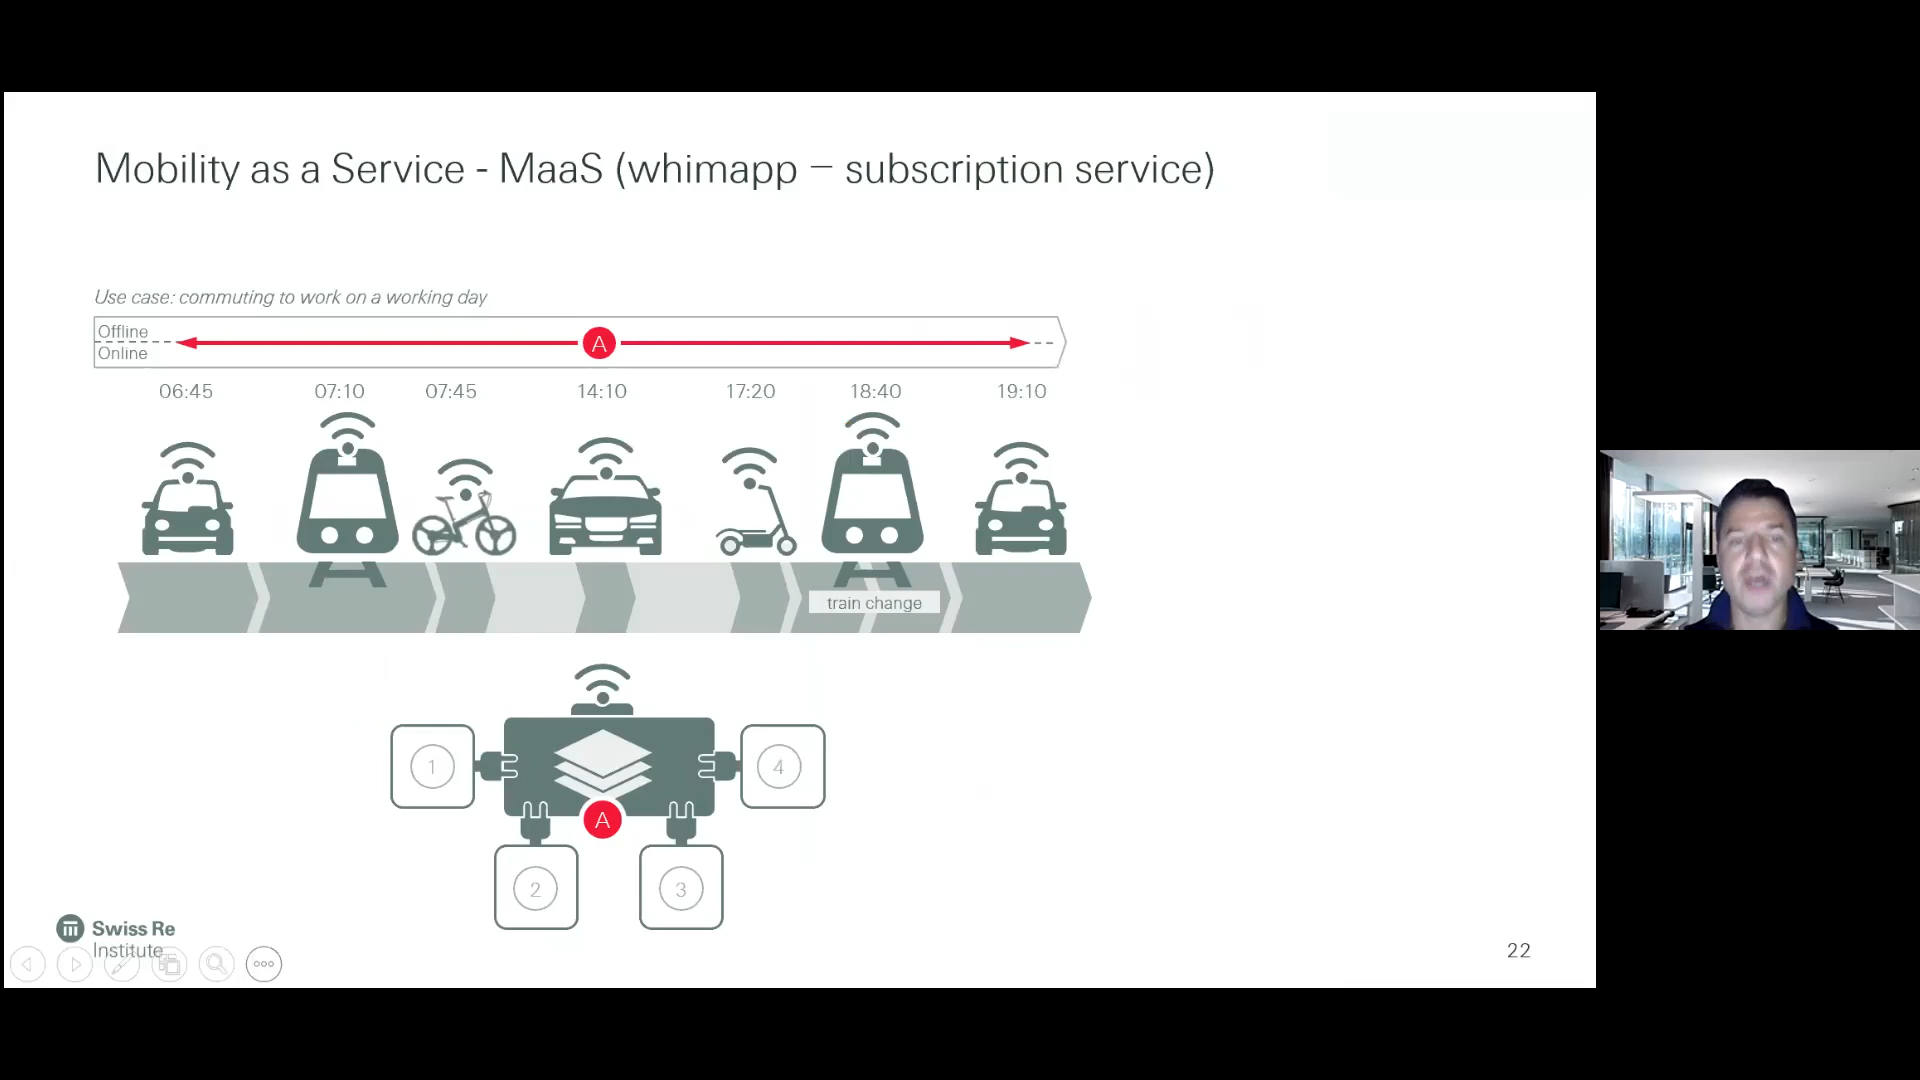 Mobility as a Service - MaaS (whimapp – subscription service)
Use case: commuting to work on a working day
Offline
Online
A
06:45 07:10 07:45 14:10 17:20 18:40 19:10
train change
1
4
A
2
3
Swiss Re
Institute
22